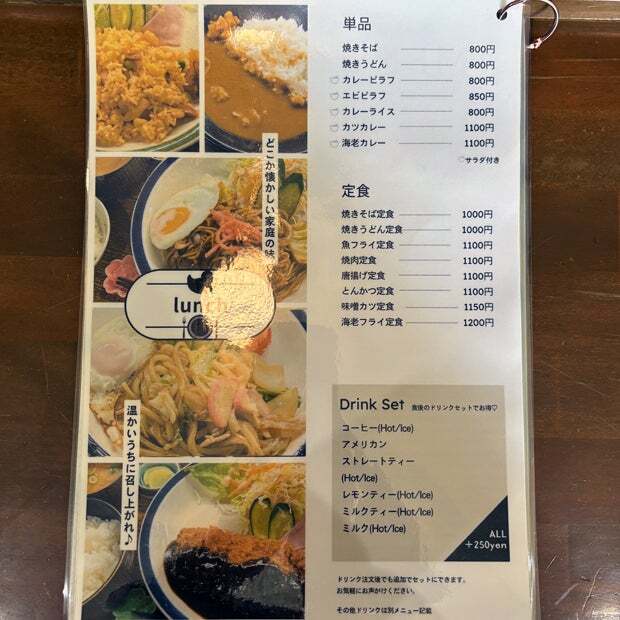 単品
焼きそば 800円
焼きうどん 800円
カレーピラフ 800円
エビピラフ 850円
カレーライス 800円
カツカレー 1100円
海老カレー 1100円
サラダ付き
定食
焼きそば定食 1000円
焼きうどん定食 1000円
魚フライ定食 1100円
焼肉定食 1100円
唐揚げ定食 1100円
とんかつ定食 1100円
味噌カツ定食 1150円
海老フライ定食 1200円
Drink Set 食後のドリンクセットでお得♡
コーヒー(Hot/Ice)
アメリカン
ストレートティー
(Hot/Ice)
レモンティー(Hot/Ice)
ミルクティー(Hot/Ice)
ミルク(Hot/Ice)
ALL
+250yen
ドリンク注文後でも追加でセットにできます。
お気軽にお声がけください。
その他ドリンクは別メニュー記載
どこか懐かしい家庭の味
lunch
温かいうちに召し上がれ♪